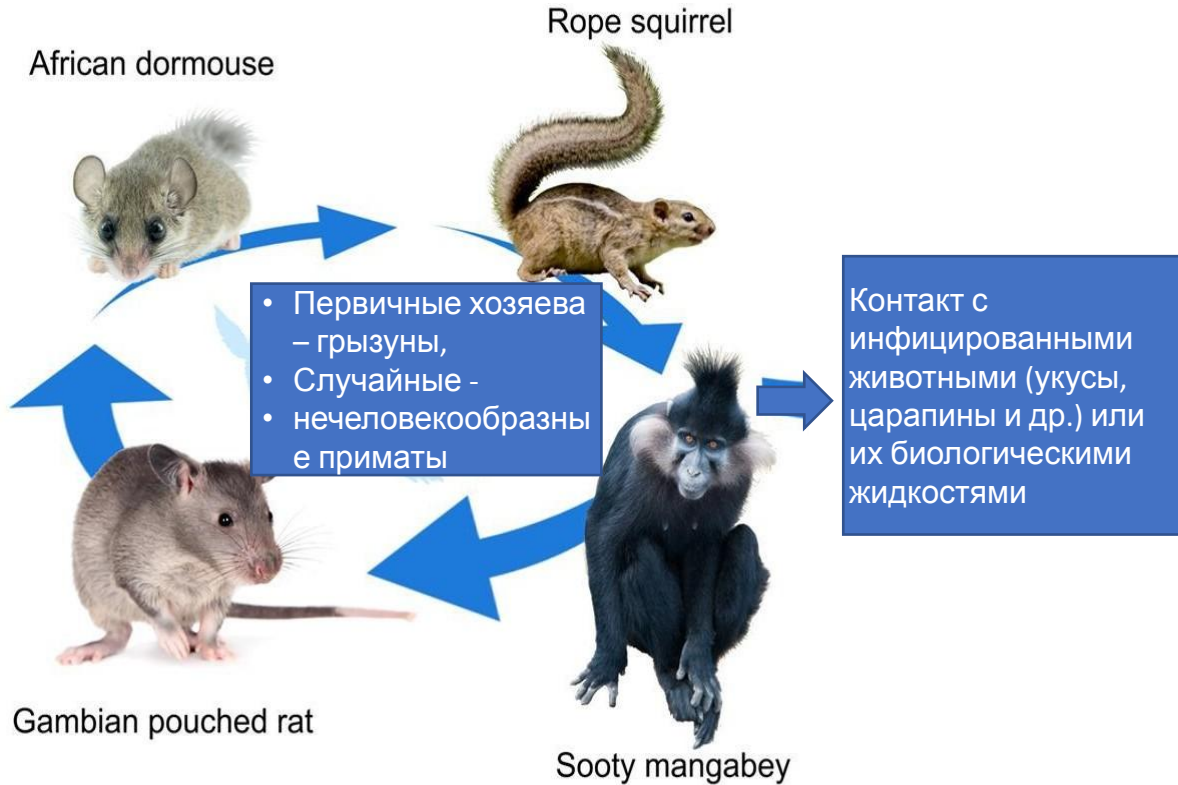 Rope squirrel
African dormouse
• Первичные хозяева
– грызуны,
• Случайные -
• нечеловекообразны
е приматы
Контакт с
инфицированными
животными (укусы,
царапины и др.) или
их биологическими
жидкостями
Gambian pouched rat
Sooty mangabey